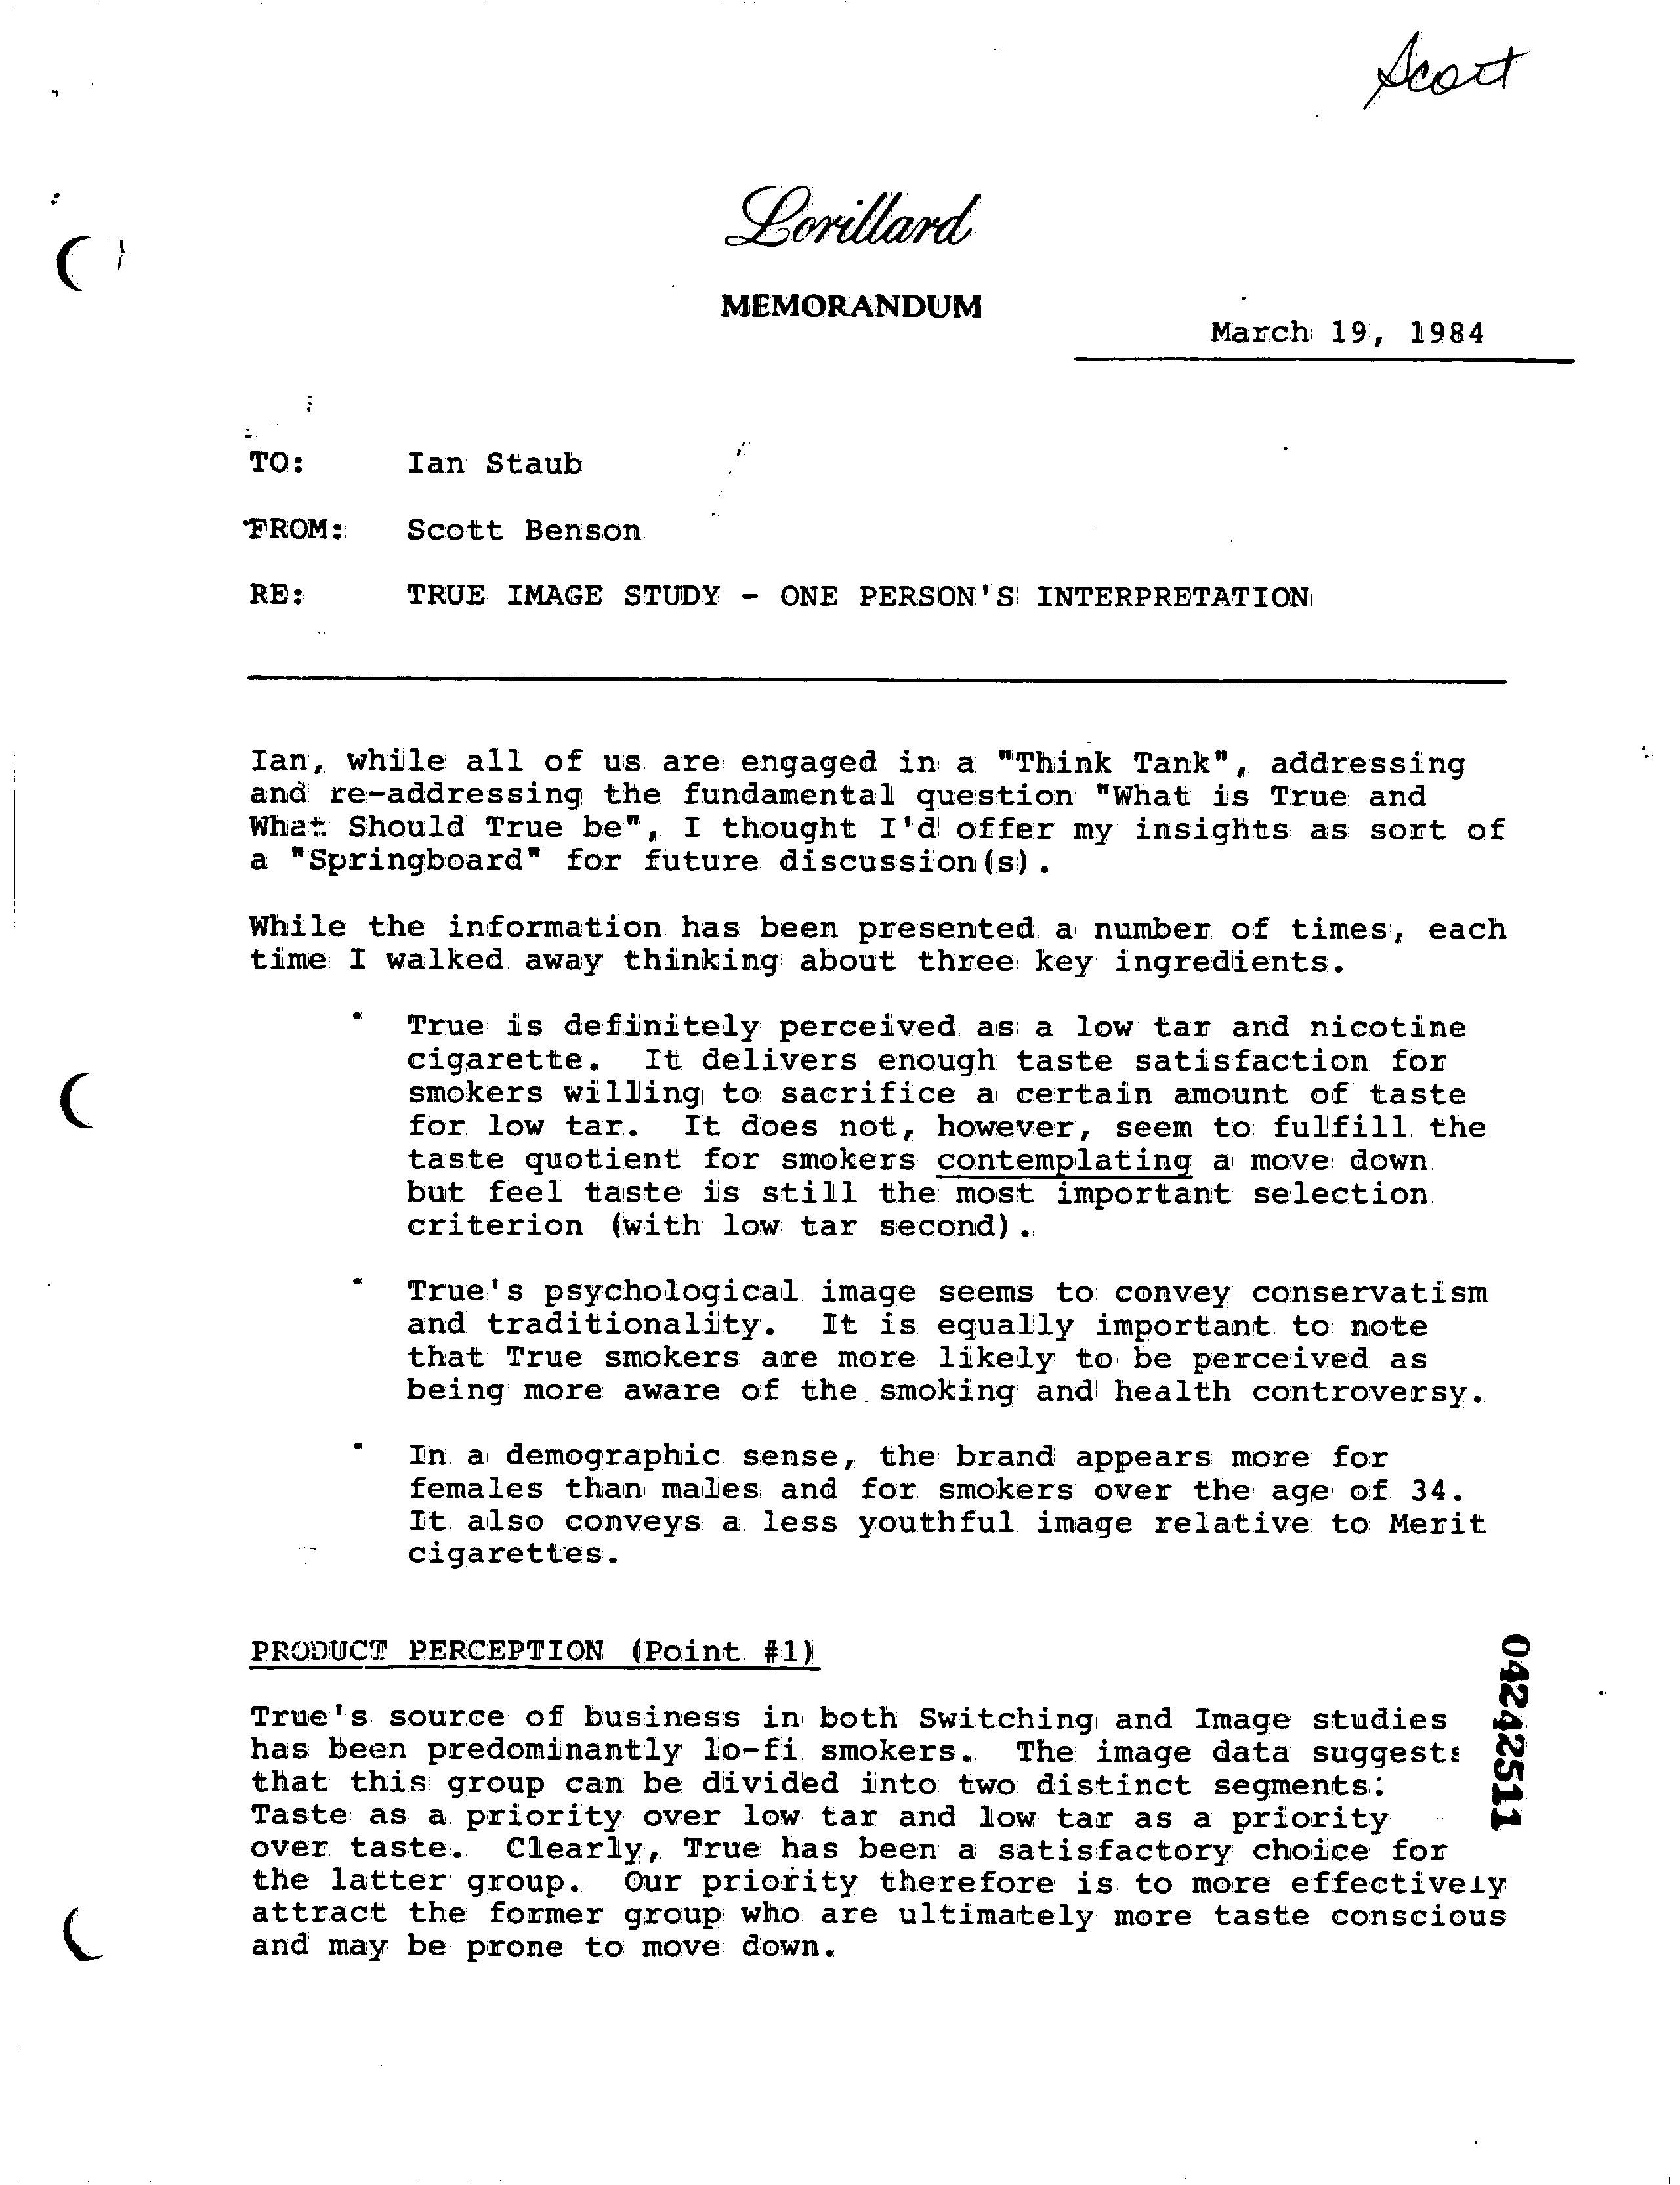 Scott
Lorillard
MEMORANDUM
March 19, 1984
TO: Ian Staub
FROM: Scott Benson
RE: TRUE IMAGE STUDY - ONE PERSON'S INTERPRETATION
Ian, while all of us are engaged in a "Think Tank", addressing
and re-addressing the fundamental question "What is True and
What Should True be", I thought I'd offer my insights as sort of
a "Springboard" for future discussion(s).
While the information has been presented a number of times, each
time I walked away thinking about three key ingredients.
• True is definitely perceived as a low tar and nicotine
cigarette. It delivers enough taste satisfaction for
smokers willing to sacrifice a certain amount of taste
for low tar. It does not, however, seem to fulfill the
taste quotient for smokers contemplating a move down
but feel taste is still the most important selection
criterion (with low tar second).
• True's psychological image seems to convey conservatism
and traditionality. It is equally important to note
that True smokers are more likely to be perceived as
being more aware of the smoking and health controversy.
• In a demographic sense, the brand appears more for
females than males and for smokers over the age of 34.
It also conveys a less youthful image relative to Merit
cigarettes.
PRODUCT PERCEPTION (Point #1)
True's source of business in both Switching and Image studies
has been predominantly lo-fi smokers. The image data suggests
that this group can be divided into two distinct segments:
Taste as a priority over low tar and low tar as a priority
over taste. Clearly, True has been a satisfactory choice for
the latter group. Our priority therefore is to more effectively
attract the former group who are ultimately more taste conscious
and may be prone to move down.
04242511